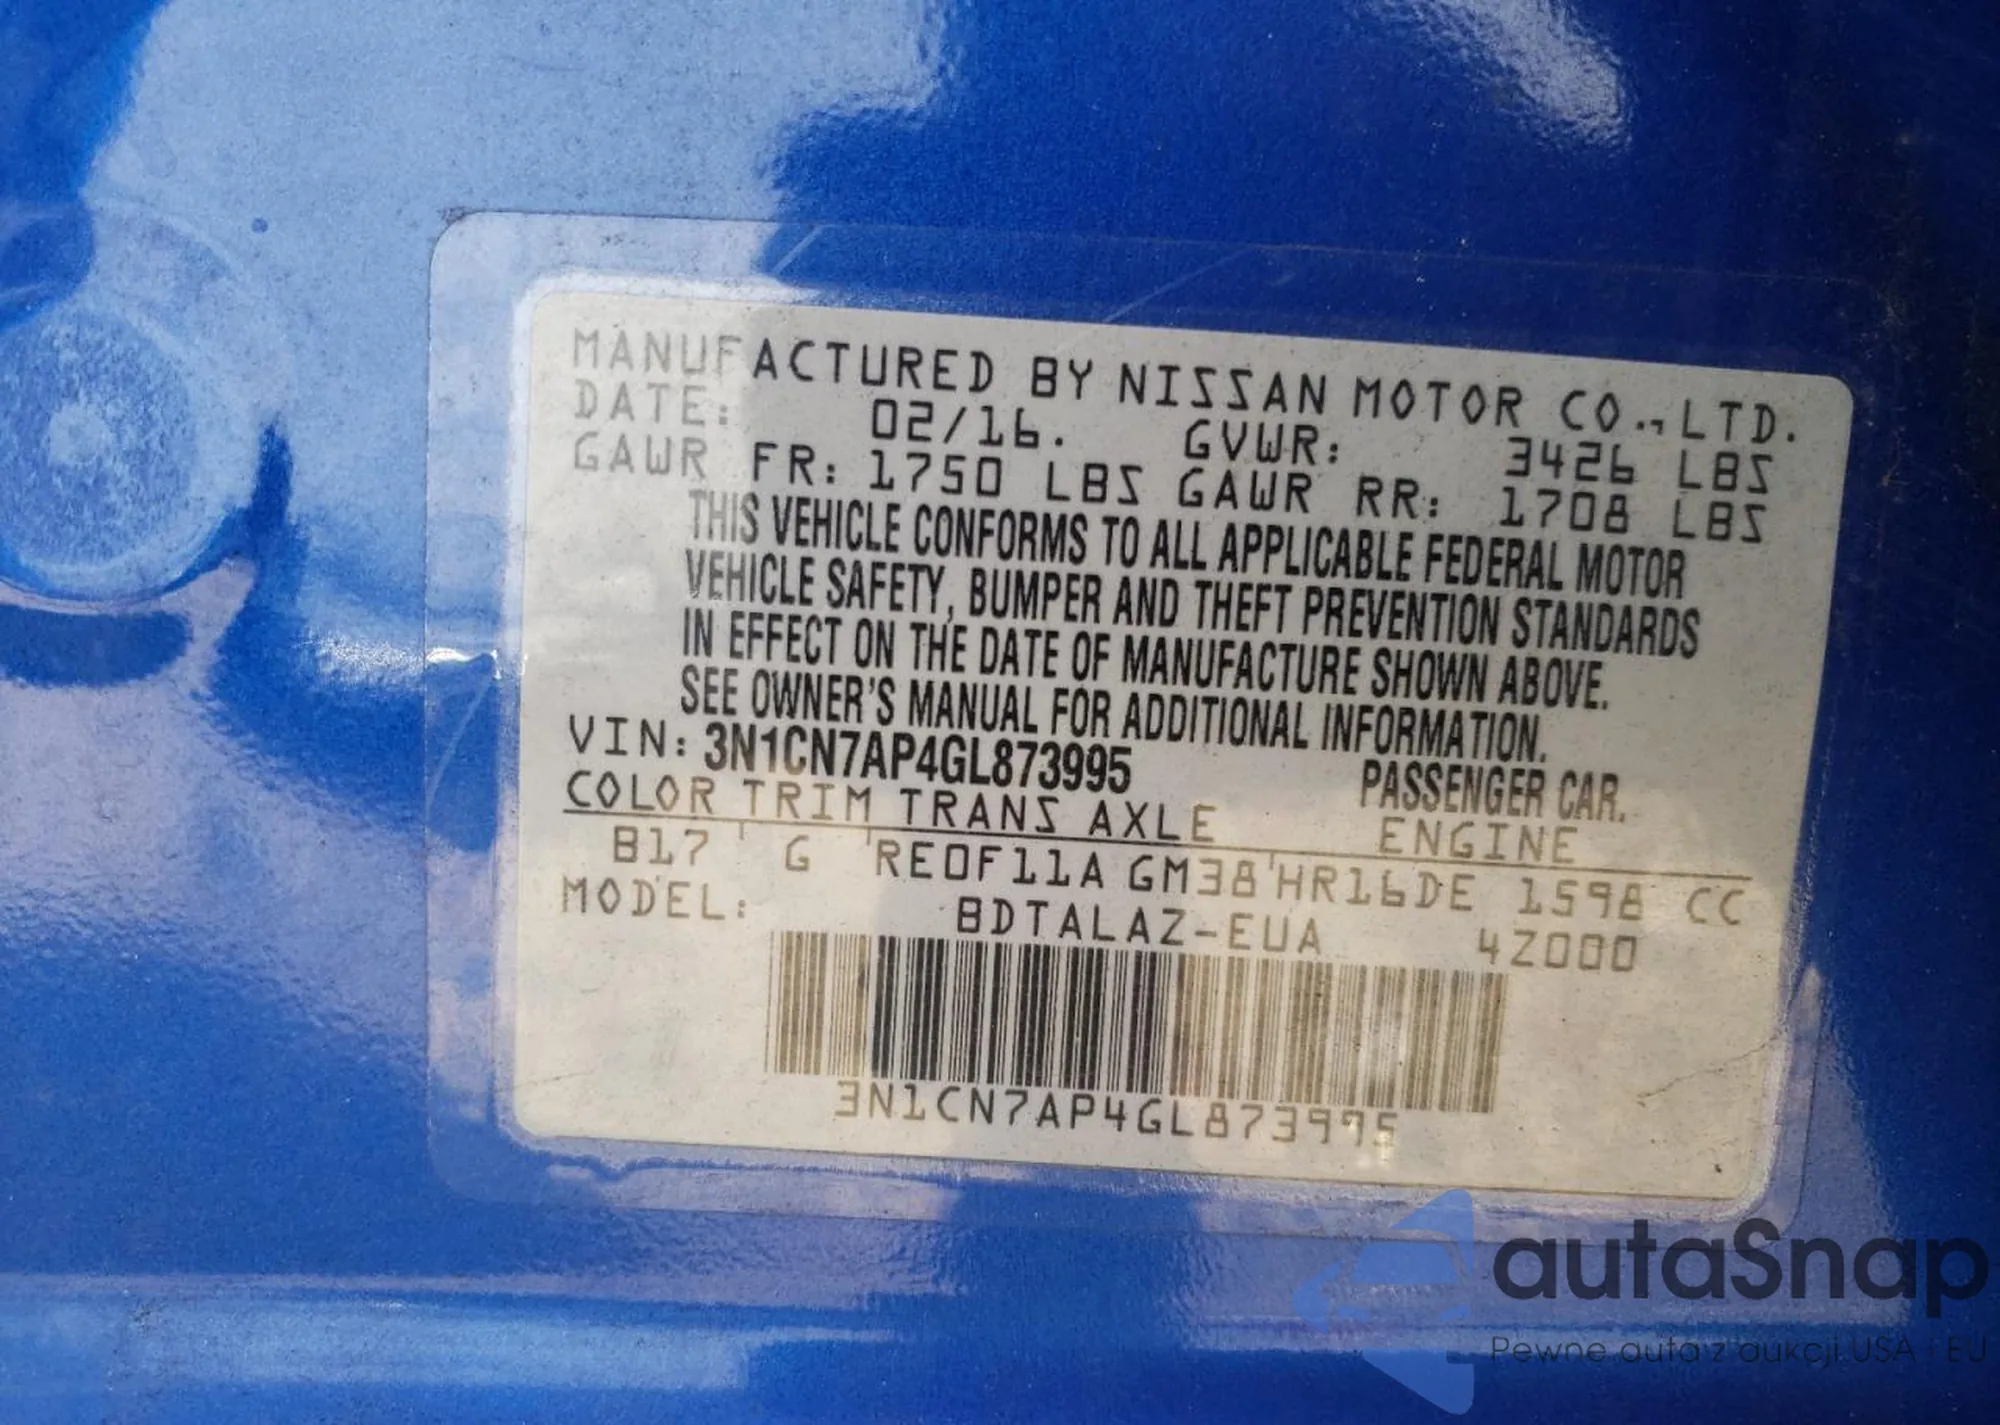 MANUFACTURED BY NISSAN MOTOR CO., LTD.
DATE: 02/16. GVWR: 3426 LBS
GAWR FR: 1750 LBS GAWR RR: 1708 LBS
THIS VEHICLE CONFORMS TO ALL APPLICABLE FEDERAL MOTOR
VEHICLE SAFETY, BUMPER AND THEFT PREVENTION STANDARDS
IN EFFECT ON THE DATE OF MANUFACTURE SHOWN ABOVE.
SEE OWNER'S MANUAL FOR ADDITIONAL INFORMATION.
VIN: 3N1CN7AP4GL873995 PASSENGER CAR.
COLOR TRIM TRANS AXLE ENGINE
B17 G RE0F11A GM38 HR16DE 1598 CC
MODEL: BDTALAZ-EUA 4Z000
3N1CN7AP4GL873995
autaSnap
Pewne auta z aukcji USA i EU